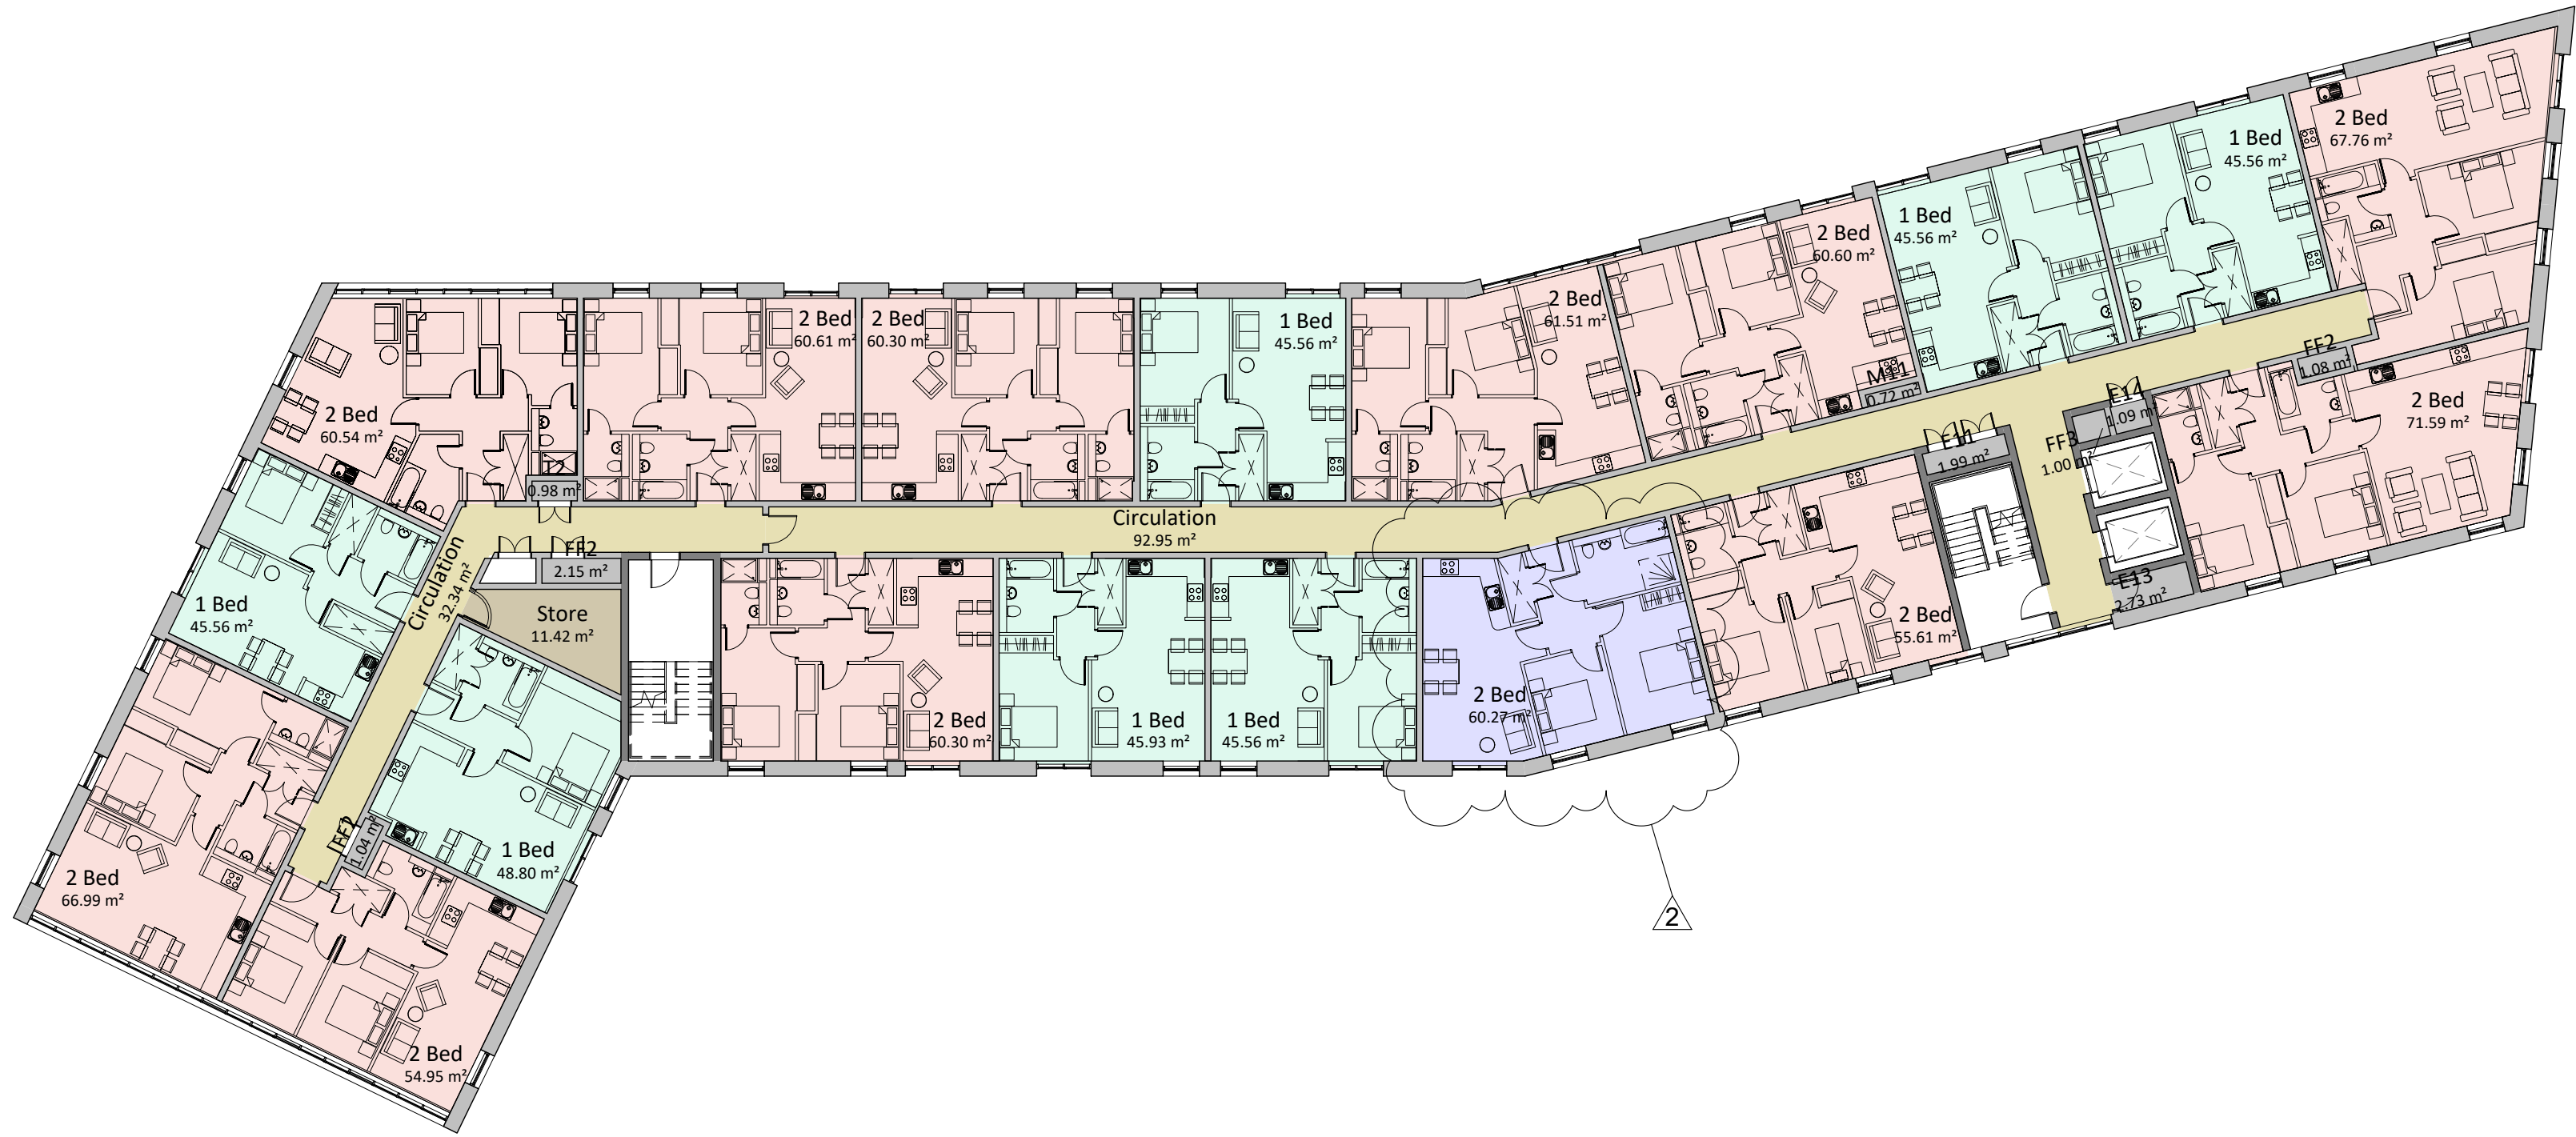 2 Bed
67.76 m²
1 Bed
45.56 m²
1 Bed
45.56 m²
2 Bed
60.60 m²
2 Bed
61.51 m²
1 Bed
45.56 m²
2 Bed
60.30 m²
2 Bed
60.61 m²
2 Bed
60.54 m²
T2
0.98 m²
M11
0.72 m²
FF2
1.08 m²
E14
1.09 m²
2 Bed
71.59 m²
E11
1.99 m²
FF3
1.00 m²
E13
2.73 m²
Circulation
92.95 m²
FF2
2.15 m²
Circulation
32.34 m²
Store
11.42 m²
1 Bed
45.56 m²
2 Bed
60.30 m²
1 Bed
45.93 m²
1 Bed
45.56 m²
2 Bed
60.27 m²
2 Bed
55.61 m²
FF2
1.04 m²
1 Bed
48.80 m²
2 Bed
66.99 m²
2 Bed
54.95 m²
2